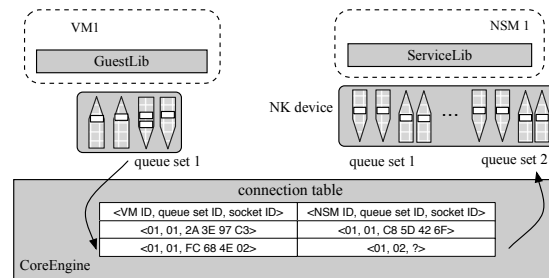 VM1
NSM 1
GuestLib
ServiceLib
NK device
...
queue set 1
queue set 1
queue set 2
connection table
<VM ID, queue set ID, socket ID> <NSM ID, queue set ID, socket ID>
<01, 01, 2A 3E 97 C3> <01, 01, C8 5D 42 6F>
<01, 01, FC 68 4E 02> <01, 02, ?>
CoreEngine